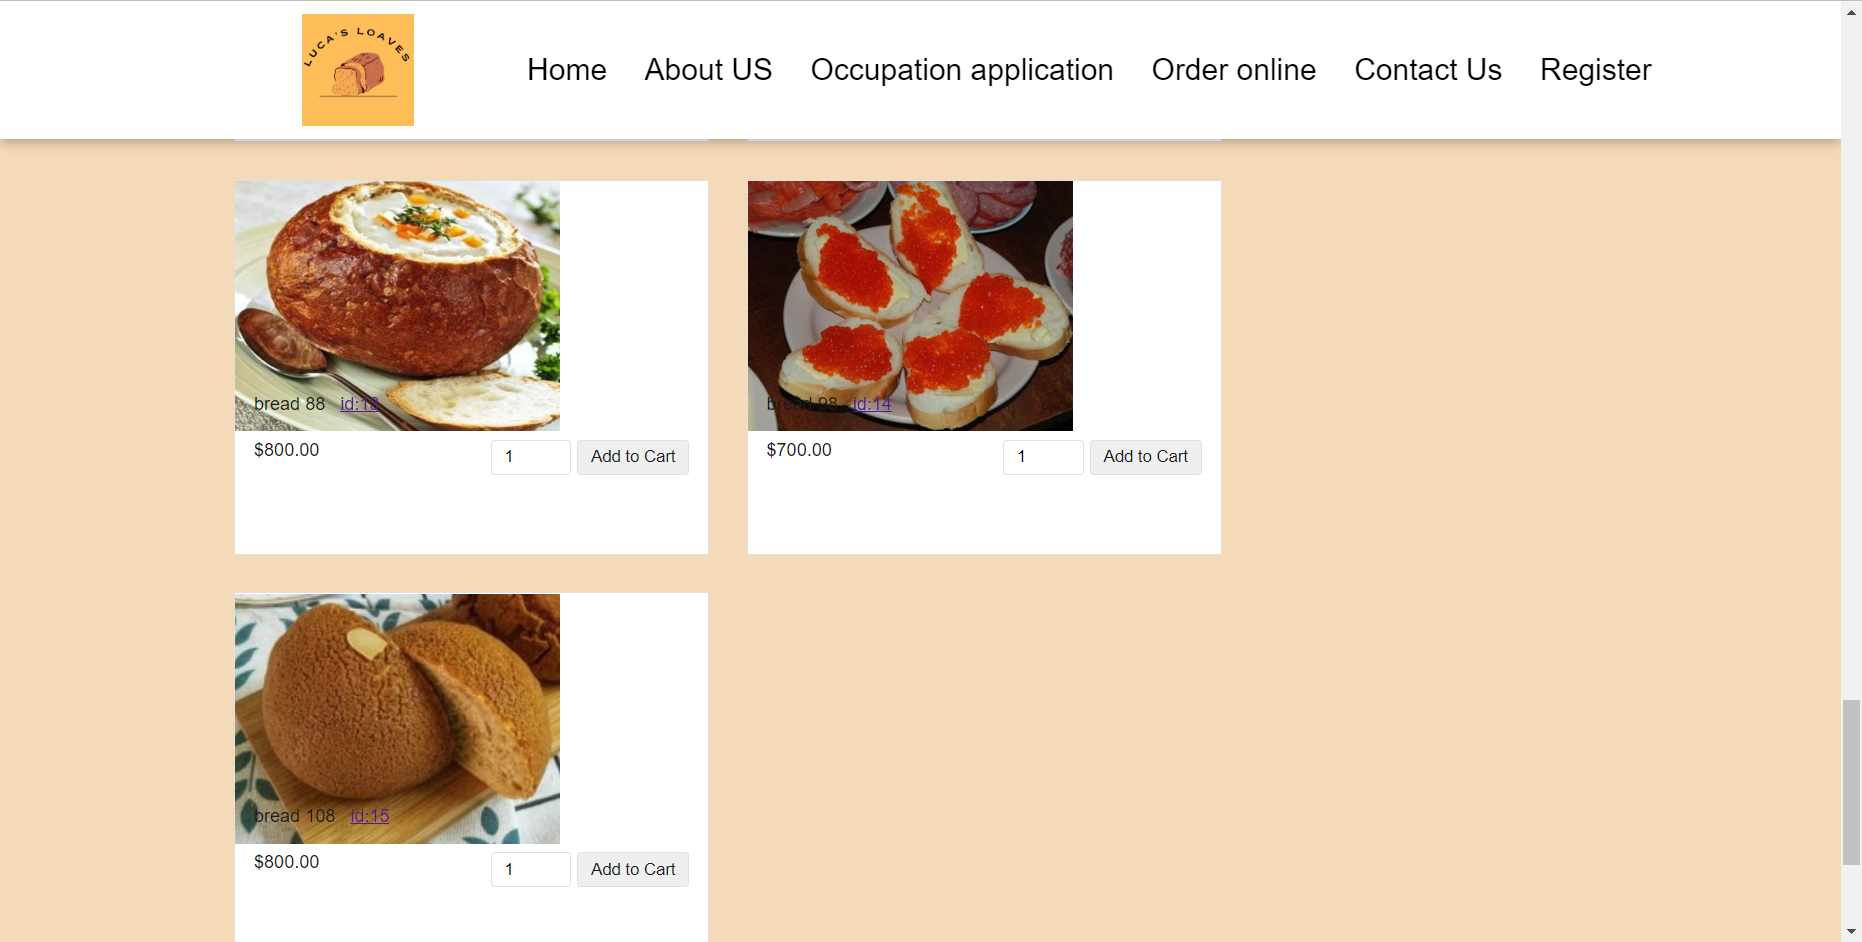 LUCA'S LOAVES
Home About US Occupation application Order online Contact Us Register
bread 88 id:13
$800.00 1 Add to Cart
bread 98 id:14
$700.00 1 Add to Cart
bread 108 id:15
$800.00 1 Add to Cart